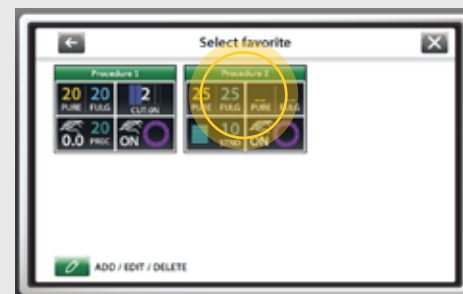 Select favorite
Procedure 1
20 20 2
PURE FULG CUT ON
0.0 20 PREC ON
Procedure 2
25 25 _
PURE FULG PURE FULG
10 STND ON
ADD / EDIT / DELETE